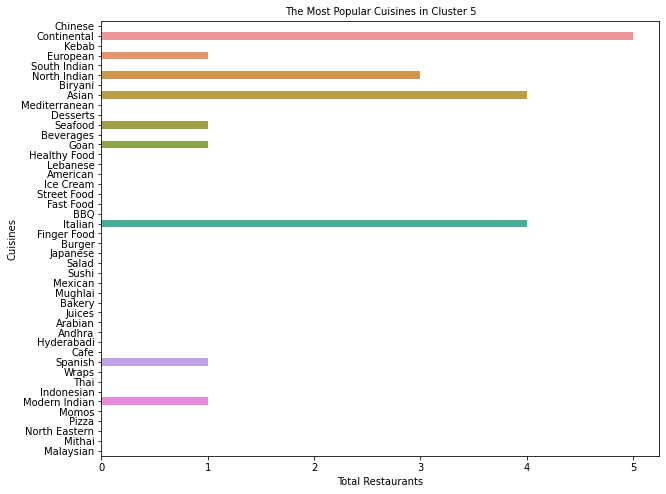 The Most Popular Cuisines in Cluster 5
Chinese
Continental
Kebab
European
South Indian
North Indian
Biryani
Asian
Mediterranean
Desserts
Seafood
Beverages
Goan
Healthy Food
Lebanese
American
Ice Cream
Street Food
Fast Food
BBQ
Italian
Finger Food
Burger
Japanese
Salad
Sushi
Mexican
Mughlai
Bakery
Juices
Arabian
Andhra
Hyderabadi
Cafe
Spanish
Wraps
Thai
Indonesian
Modern Indian
Momos
Pizza
North Eastern
Mithai
Malaysian
Cuisines
0 1 2 3 4 5
Total Restaurants